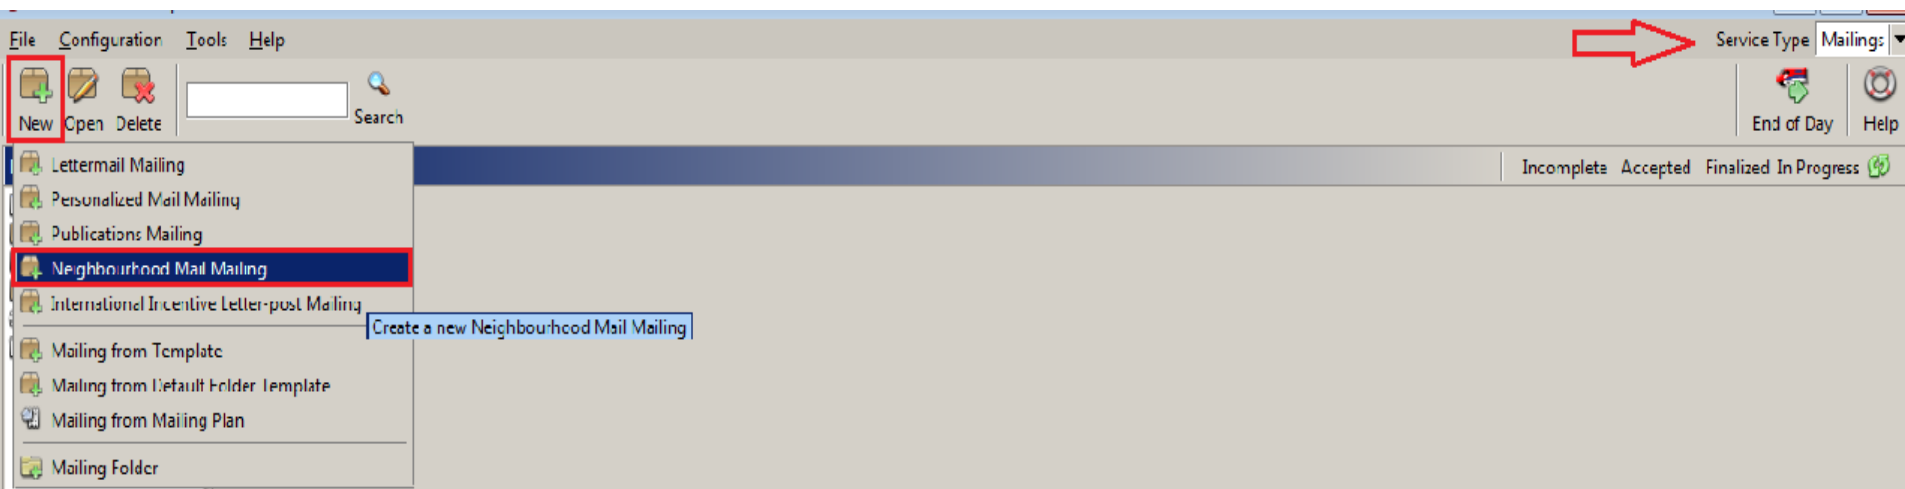 File Configuration Tools Help
Service Type Mailings
New Open Delete
Search
End of Day Help
Lettermail Mailing
Incomplete Accepted Finalized In Progress
Personalized Mail Mailing
Publications Mailing
Neighbourhood Mail Mailing
International Incentive Letter-post Mailing
Create a new Neighbourhood Mail Mailing
Mailing from Template
Mailing from Default Folder Template
Mailing from Mailing Plan
Mailing Folder